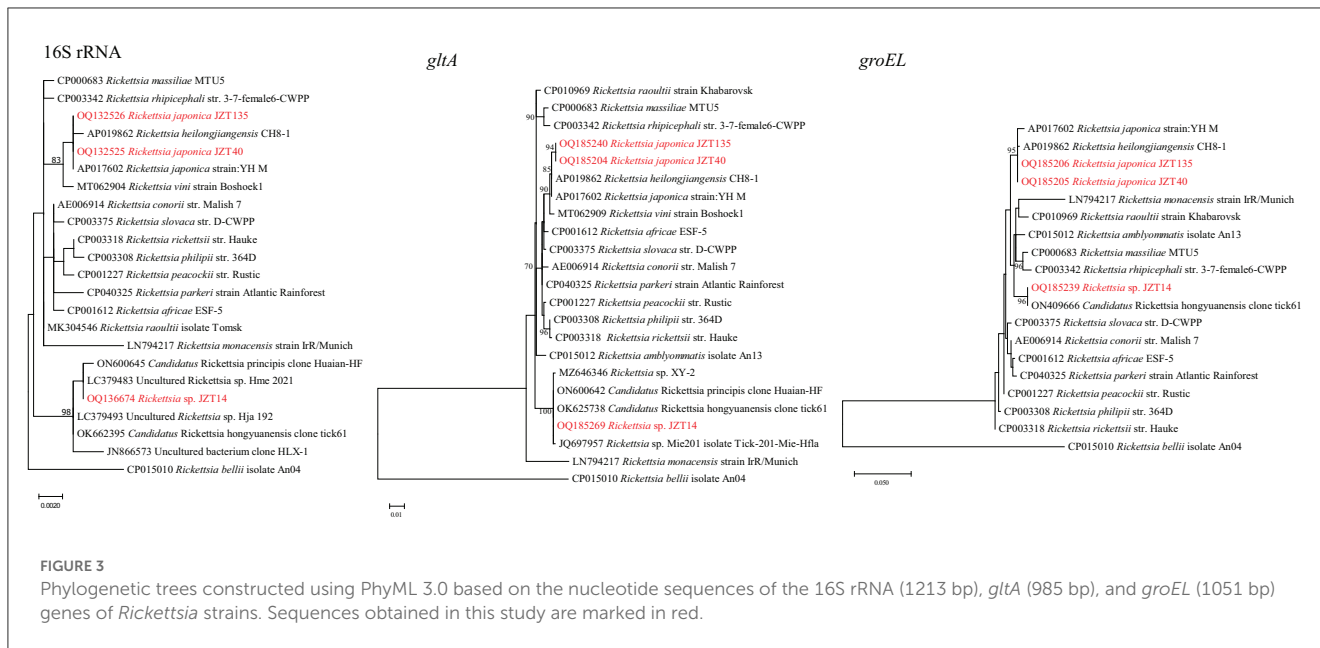 16S rRNA
CP000683 Rickettsia massiliae MTU5
CP003342 Rickettsia rhipicephali str. 3-7-female6-CWPP
OQ132526 Rickettsia japonica JZT135
AP019862 Rickettsia heilongjiangensis CH8-1
83
OQ132525 Rickettsia japonica JZT40
AP017602 Rickettsia japonica strain:YH M
MT062904 Rickettsia vini strain Boshoek1
AE006914 Rickettsia conorii str. Malish 7
CP003375 Rickettsia slovaca str. D-CWPP
CP003318 Rickettsia rickettsii str. Hauke
CP003308 Rickettsia philipii str. 364D
CP001227 Rickettsia peacockii str. Rustic
CP040325 Rickettsia parkeri strain Atlantic Rainforest
CP001612 Rickettsia africae ESF-5
MK304546 Rickettsia raoultii isolate Tomsk
LN794217 Rickettsia monacensis strain IrR/Munich
ON600645 Candidatus Rickettsia principis clone Huaian-HF
LC379483 Uncultured Rickettsia sp. Hme 2021
OQ136674 Rickettsia sp. JZT14
98
LC379493 Uncultured Rickettsia sp. Hja 192
OK662395 Candidatus Rickettsia hongyuanensis clone tick61
JN866573 Uncultured bacterium clone HLX-1
CP015010 Rickettsia bellii isolate An04
0.0020
gltA
CP010969 Rickettsia raoultii strain Khabarovsk
CP000683 Rickettsia massiliae MTU5
90
CP003342 Rickettsia rhipicephali str. 3-7-female6-CWPP
OQ185240 Rickettsia japonica JZT135
94
OQ185204 Rickettsia japonica JZT40
85
AP019862 Rickettsia heilongjiangensis CH8-1
90
AP017602 Rickettsia japonica strain:YH M
MT062909 Rickettsia vini strain Boshoek1
CP001612 Rickettsia africae ESF-5
CP003375 Rickettsia slovaca str. D-CWPP
70
AE006914 Rickettsia conorii str. Malish 7
CP040325 Rickettsia parkeri strain Atlantic Rainforest
CP001227 Rickettsia peacockii str. Rustic
CP003308 Rickettsia philipii str. 364D
96
CP003318 Rickettsia rickettsii str. Hauke
CP015012 Rickettsia amblyommatis isolate An13
MZ646346 Rickettsia sp. XY-2
ON600642 Candidatus Rickettsia principis clone Huaian-HF
100
OK625738 Candidatus Rickettsia hongyuanensis clone tick61
OQ185269 Rickettsia sp. JZT14
JQ697957 Rickettsia sp. Mie201 isolate Tick-201-Mie-Hfla
LN794217 Rickettsia monacensis strain IrR/Munich
CP015010 Rickettsia bellii isolate An04
0.01
groEL
AP017602 Rickettsia japonica strain:YH M
95
AP019862 Rickettsia heilongjiangensis CH8-1
OQ185206 Rickettsia japonica JZT135
OQ185205 Rickettsia japonica JZT40
LN794217 Rickettsia monacensis strain IrR/Munich
CP010969 Rickettsia raoultii strain Khabarovsk
CP015012 Rickettsia amblyommatis isolate An13
CP000683 Rickettsia massiliae MTU5
96
CP003342 Rickettsia rhipicephali str. 3-7-female6-CWPP
OQ185239 Rickettsia sp. JZT14
96
ON409666 Candidatus Rickettsia hongyuanensis clone tick61
CP003375 Rickettsia slovaca str. D-CWPP
AE006914 Rickettsia conorii str. Malish 7
CP001612 Rickettsia africae ESF-5
CP040325 Rickettsia parkeri strain Atlantic Rainforest
CP001227 Rickettsia peacockii str. Rustic
CP003308 Rickettsia philipii str. 364D
CP003318 Rickettsia rickettsii str. Hauke
CP015010 Rickettsia bellii isolate An04
0.050
FIGURE 3
Phylogenetic trees constructed using PhyML 3.0 based on the nucleotide sequences of the 16S rRNA (1213 bp), gltA (985 bp), and groEL (1051 bp)
genes of Rickettsia strains. Sequences obtained in this study are marked in red.